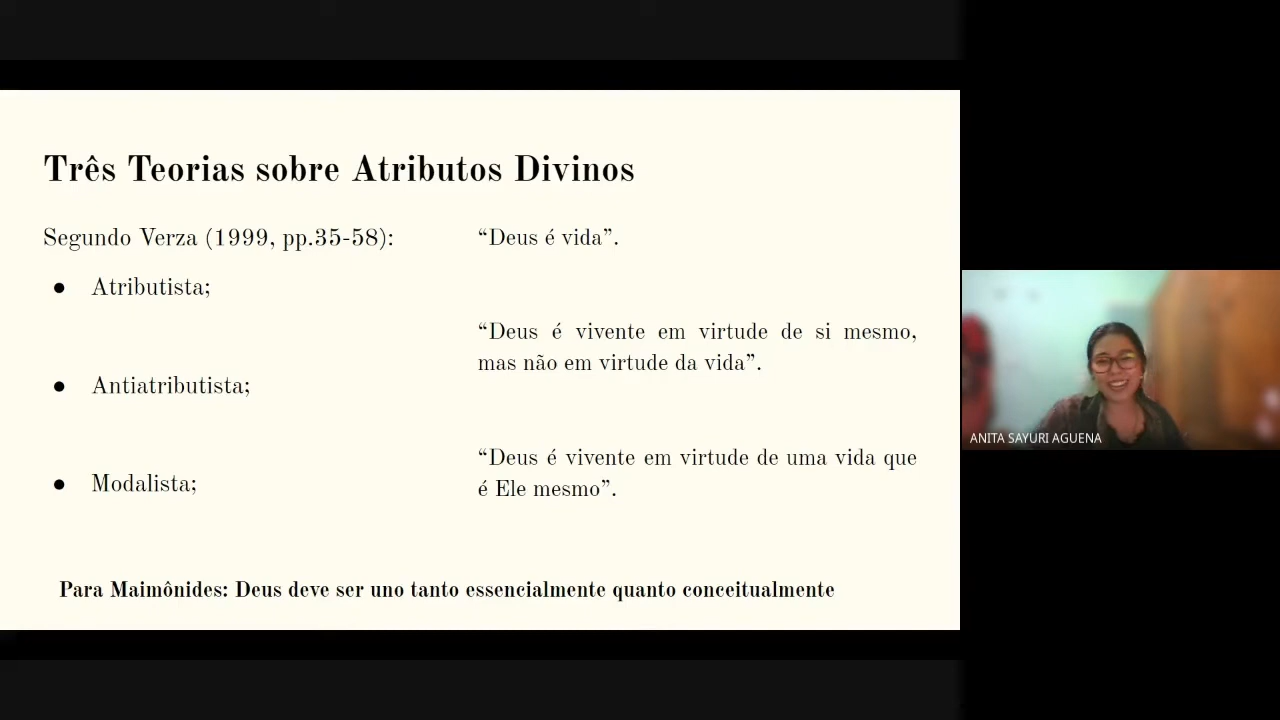 Três Teorias sobre Atributos Divinos
Segundo Verza (1999, pp.35-58):
● Atributista;
● Antiatributista;
● Modalista;
“Deus é vida”.
“Deus é vivente em virtude de si mesmo,
mas não em virtude da vida”.
“Deus é vivente em virtude de uma vida que
é Ele mesmo”.
Para Maimônides: Deus deve ser uno tanto essencialmente quanto conceitualmente
ANITA SAYURI AGUENA